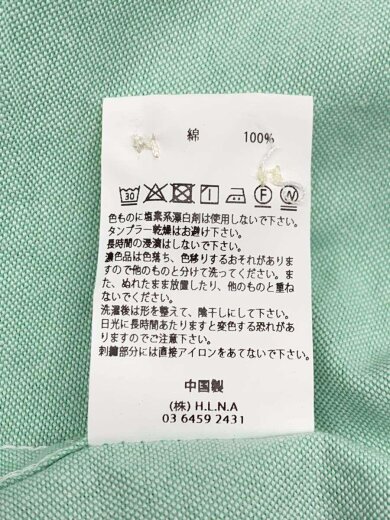 綿 100%
30 F W
色ものに塩素系漂白剤は使用しないで下さい。
タンブラー乾燥はお避け下さい。
長時間の浸漬はしないで下さい。
濃色品は色落ち、色移りするおそれがありま
すので他のものと分けて洗ってください。ま
た、ぬれたまま放置したり、他のものと重ね
ないでください。
洗濯後は形を整えて、陰干しにして下さい。
日光に長時間あたりますと変色する恐れがあ
りますのでご注意下さい。
刺繍部分には直接アイロンをあてないで下さい。
中国製
(株) H.L.N.A
03 6459 2431